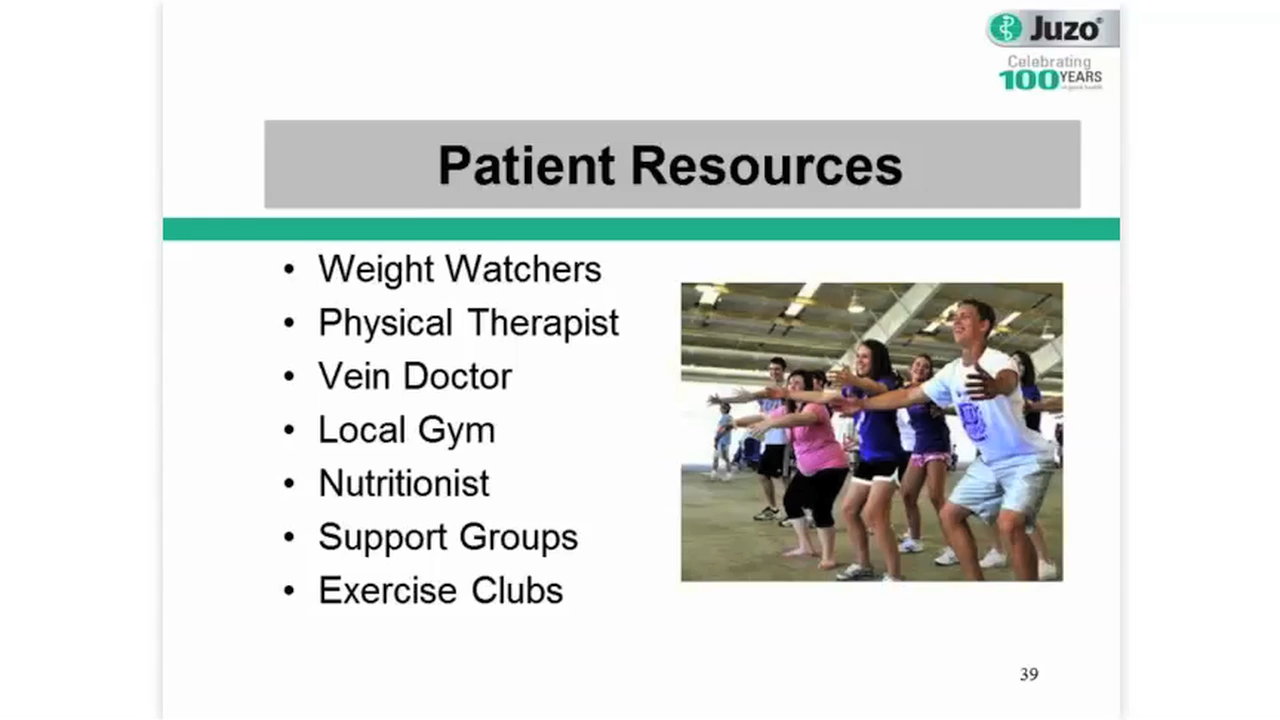 Juzo®
Celebrating
100 YEARS
Patient Resources
• Weight Watchers
• Physical Therapist
• Vein Doctor
• Local Gym
• Nutritionist
• Support Groups
• Exercise Clubs
39